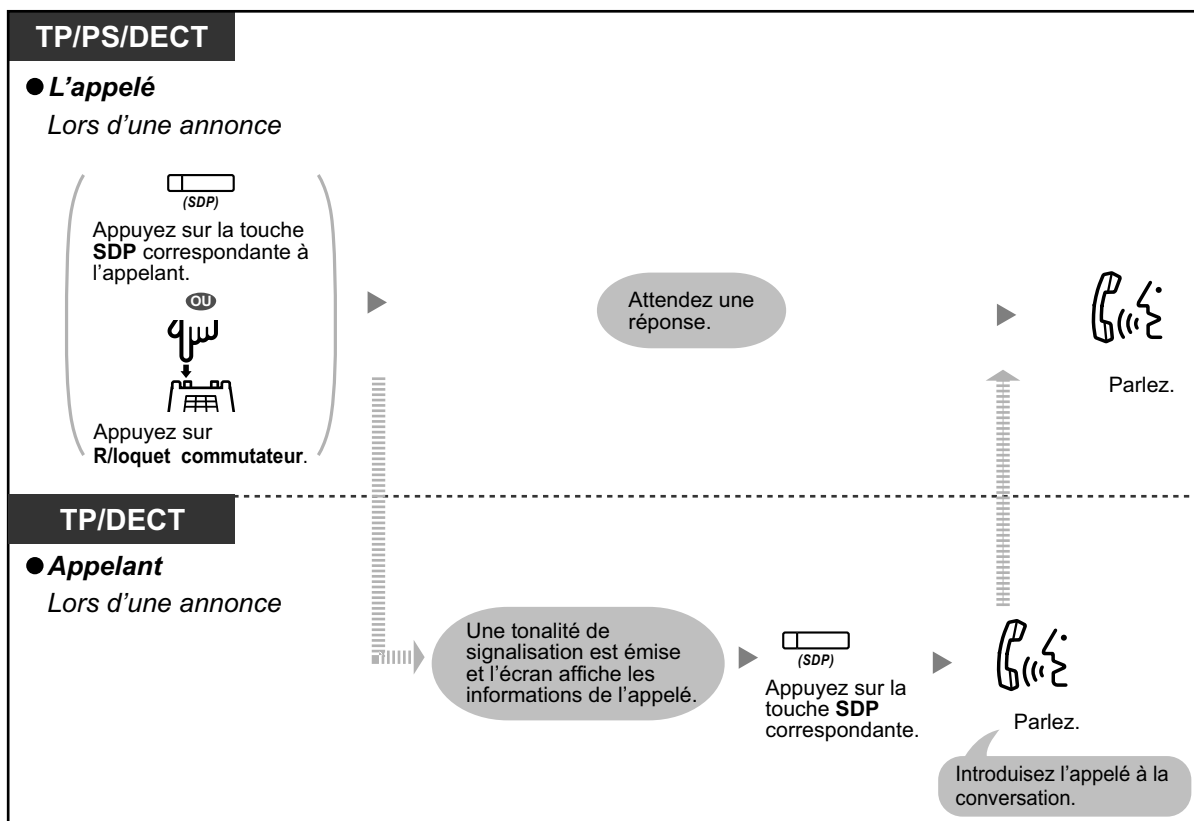 TP/PS/DECT
L’appelé
Lors d’une annonce
(SDP)
Appuyez sur la touche
SDP correspondante à
l’appelant.
OU
Appuyez sur
R/loquet commutateur.
Attendez une
réponse.
Parlez.
TP/DECT
Appelant
Lors d’une annonce
Une tonalité de
signalisation est émise
et l’écran affiche les
informations de l’appelé.
(SDP)
Appuyez sur la
touche SDP
correspondante.
Parlez.
Introduisez l’appelé à la
conversation.